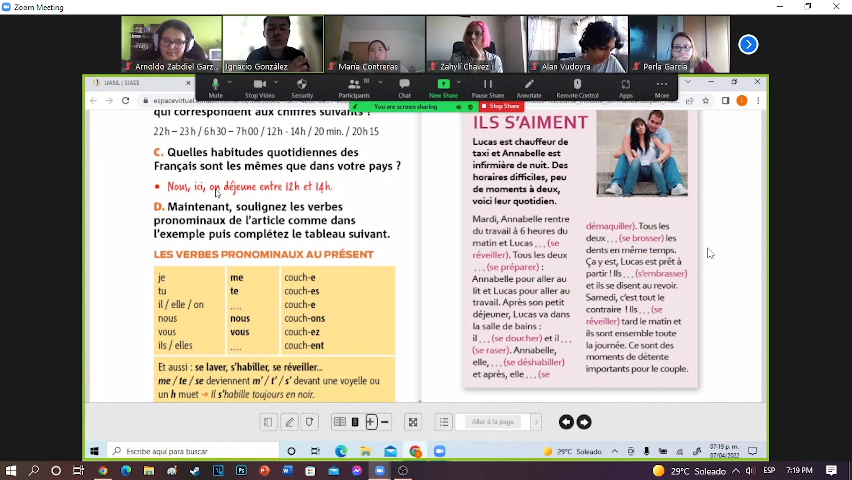 Zoom Meeting
Arnoldo Zabdiel Garz...
Ignacio González
María Contreras
Zahyli Chavez
Alan Vudoyra
Perla García
UANL | SIASE
Mute
Stop Video
Security
Participants
Chat
New Share
Pause Share
Annotate
Remote Control
Apps
More
You are screen sharing
Stop Share
qui correspondent aux chiffres suivants ?
22h – 23h / 6h30 – 7h00 / 12h - 14h / 20 min. / 20h15
C. Quelles habitudes quotidiennes des
Français sont les mêmes que dans votre pays ?
• Nous, ici, on déjeune entre 12h et 14h.
D. Maintenant, soulignez les verbes
pronominaux de l'article comme dans
l'exemple puis complétez le tableau suivant.
LES VERBES PRONOMINAUX AU PRÉSENT
je me couch-e
tu te couch-es
il / elle / on .... couch-e
nous nous couch-ons
vous vous couch-ez
ils / elles .... couch-ent
Et aussi : se laver, s'habiller, se réveiller...
me / te / se deviennent m' / t' / s' devant une voyelle ou
un h muet → Il s'habille toujours en noir.
ILS S'AIMENT
Lucas est chauffeur de
taxi et Annabelle est
infirmière de nuit. Des
horaires difficiles, peu
de moments à deux,
voici leur quotidien.
Mardi, Annabelle rentre
du travail à 6 heures du
matin et Lucas ... (se
réveiller). Tous les deux
... (se préparer) :
Annabelle pour aller au
lit et Lucas pour aller au
travail. Après son petit
déjeuner, Lucas va dans
la salle de bains :
il ... (se doucher) et il ...
(se raser). Annabelle,
elle, ... (se déshabiller)
et après, elle ... (se
démaquiller). Tous les
deux ... (se brosser) les
dents en même temps.
Ça y est, Lucas est prêt à
partir ! Ils ... (s'embrasser)
et ils se disent au revoir.
Samedi, c'est tout le
contraire ! Ils ... (se
réveiller) tard le matin et
ils sont ensemble toute
la journée. Ce sont des
moments de détente
importants pour le couple.
Aller à la page
Escribe aquí para buscar
29°C Soleado
07:19 p. m.
07/04/2022
29°C Soleado
ESP
7:19 PM